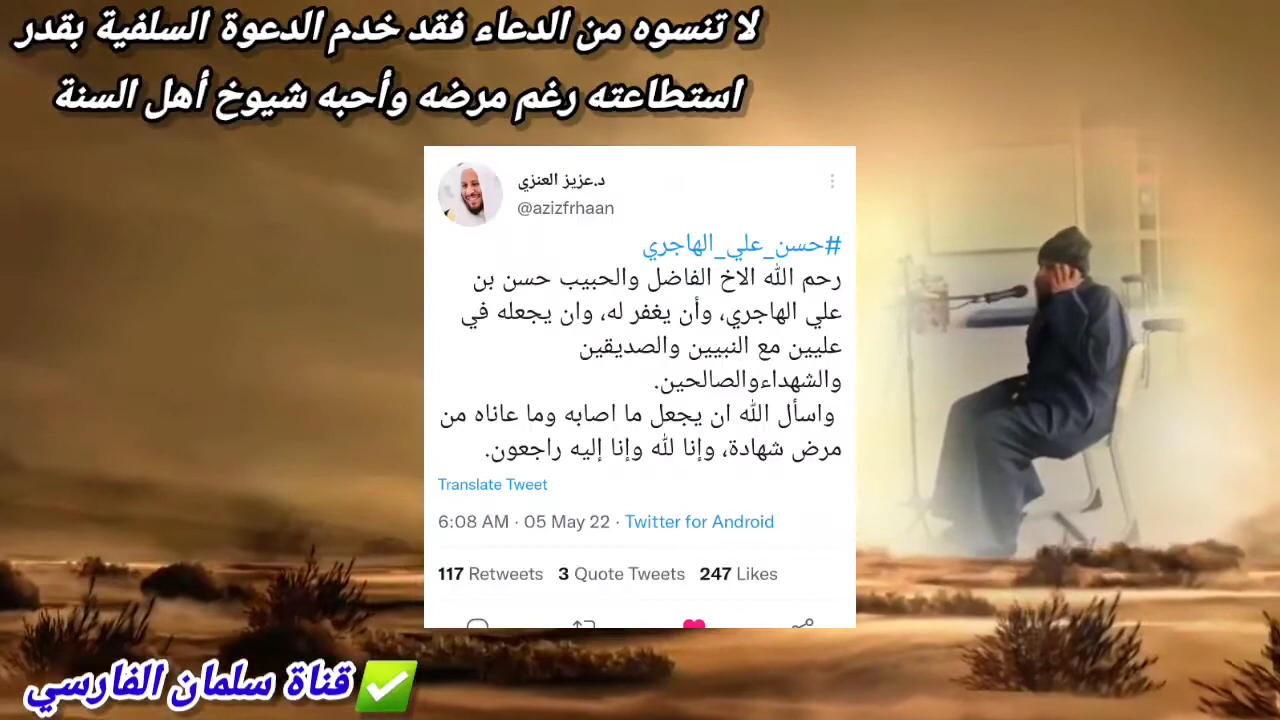 لا تنسوه من الدعاء فقد خدم الدعوة السلفية بقدر
استطاعته رغم مرضه وأحبه شيوخ أهل السنة
د.عزيز العنزي
@azizfrhaan
#حسن_علي_الهاجري
رحم الله الاخ الفاضل والحبيب حسن بن
علي الهاجري، وأن يغفر له، وان يجعله في
عليين مع النبيين والصديقين
والشهداءوالصالحين.
واسأل الله ان يجعل ما اصابه وما عاناه من
مرض شهادة، وإنا لله وإنا إليه راجعون.
Translate Tweet
6:08 AM · 05 May 22 · Twitter for Android
117 Retweets 3 Quote Tweets 247 Likes
قناة سلمان الفارسي